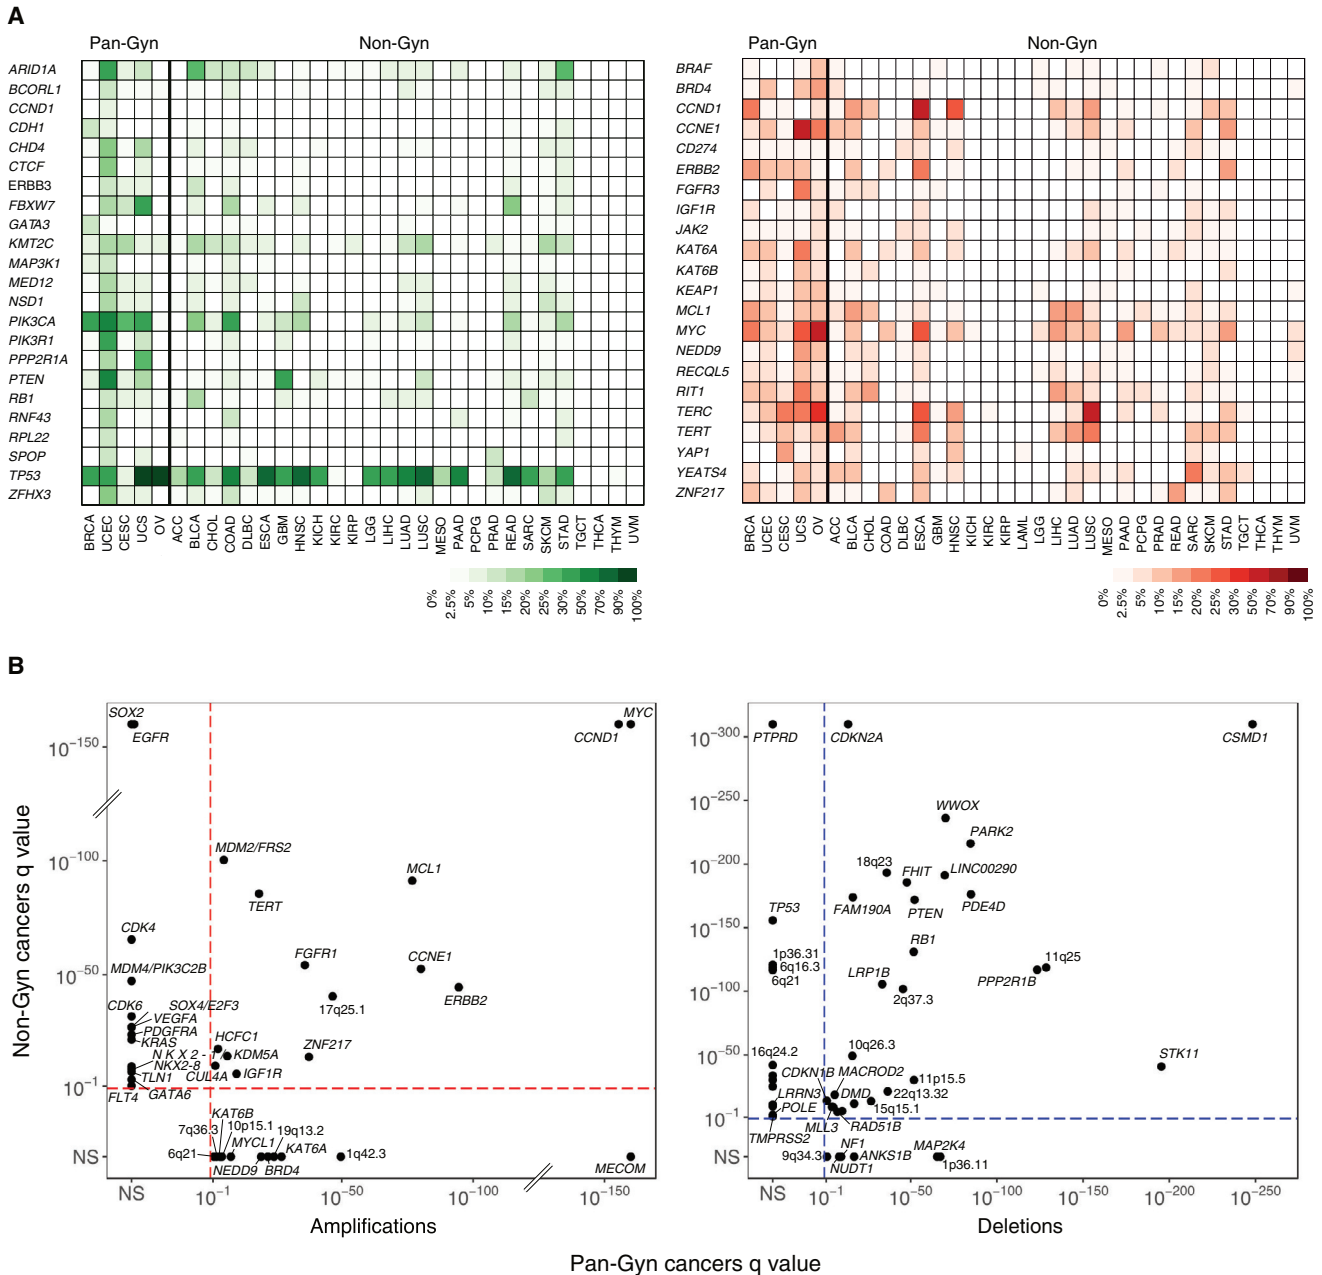 A
Pan-Gyn Non-Gyn
ARID1A
BCORL1
CCND1
CDH1
CHD4
CTCF
ERBB3
FBXW7
GATA3
KMT2C
MAP3K1
MED12
NSD1
PIK3CA
PIK3R1
PPP2R1A
PTEN
RB1
RNF43
RPL22
SPOP
TP53
ZFHX3
BRCA UCEC CESC UCS OV ACC BLCA CHOL COAD DLBC ESCA GBM HNSC KICH KIRC KIRP LGG LIHC LUAD LUSC MESO PAAD PCPG PRAD READ SARC SKCM STAD TGCT THCA THYM UVM
0% 2.5% 5% 10% 15% 20% 25% 30% 50% 70% 90% 100%
Pan-Gyn Non-Gyn
BRAF
BRD4
CCND1
CCNE1
CD274
ERBB2
FGFR3
IGF1R
JAK2
KAT6A
KAT6B
KEAP1
MCL1
MYC
NEDD9
RECQL5
RIT1
TERC
TERT
YAP1
YEATS4
ZNF217
BRCA UCEC CESC UCS OV ACC BLCA CHOL COAD DLBC ESCA GBM HNSC KICH KIRC KIRP LAML LGG LIHC LUAD LUSC MESO PAAD PCPG PRAD READ SARC SKCM STAD TGCT THCA THYM UVM
0% 2.5% 5% 10% 15% 20% 25% 30% 50% 70% 90% 100%
B
Non-Gyn cancers q value
10−150
10−100
10−50
10−1
NS
SOX2
EGFR
MYC
CCND1
MDM2/FRS2
MCL1
TERT
CDK4
FGFR1
CCNE1
MDM4/PIK3C2B
ERBB2
17q25.1
CDK6
SOX4/E2F3
VEGFA
PDGFRA
KRAS
HCFC1
ZNF217
NKX2-
KDM5A
NKX2-8
CUL4A
IGF1R
TLN1
GATA6
FLT4
KAT6B
7q36.3
10p15.1
19q13.2
MYCL1
KAT6A
6q21
NEDD9
BRD4
1q42.3
MECOM
NS 10−1 10−50 10−100 10−150
Amplifications
10−300
10−250
10−200
10−150
10−100
10−50
10−1
NS
PTPRD
CDKN2A
CSMD1
WWOX
PARK2
18q23
FHIT
LINC00290
FAM190A
PTEN
PDE4D
TP53
RB1
1p36.31
6q16.3
6q21
LRP1B
11q25
PPP2R1B
2q37.3
16q24.2
10q26.3
STK11
CDKN1B
MACROD2
11p15.5
LRRN3
DMD
22q13.32
POLE
15q15.1
MLL3
RAD51B
TMPRSS2
9q34.3
NF1
MAP2K4
ANKS1B
NUDT1
1p36.11
NS 10−1 10−50 10−100 10−150 10−200 10−250
Deletions
Pan-Gyn cancers q value